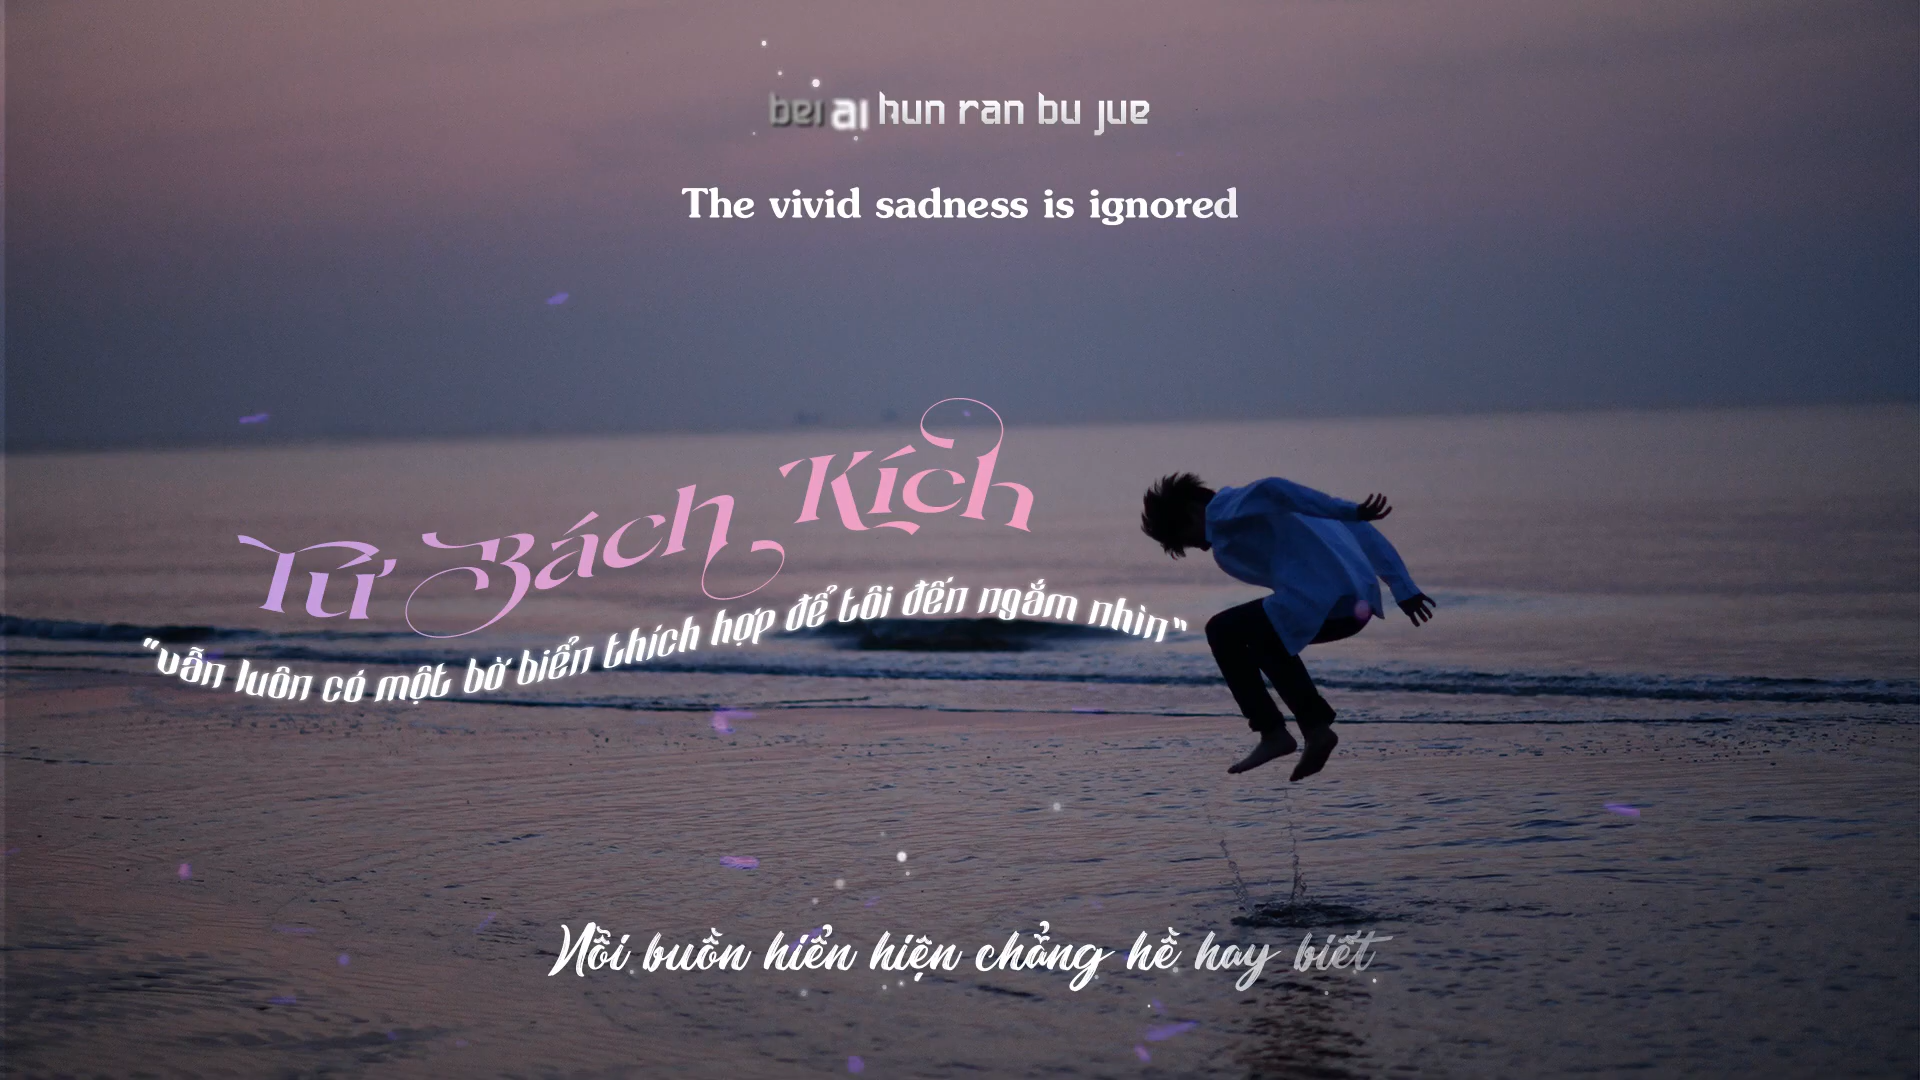 bei ai hun ran bu jue
The vivid sadness is ignored
Tứ Bách Kích
"vẫn luôn có một bờ biển thích hợp để tôi đến ngắm nhìn"
Nỗi buồn hiển hiện chẳng hề hay biết